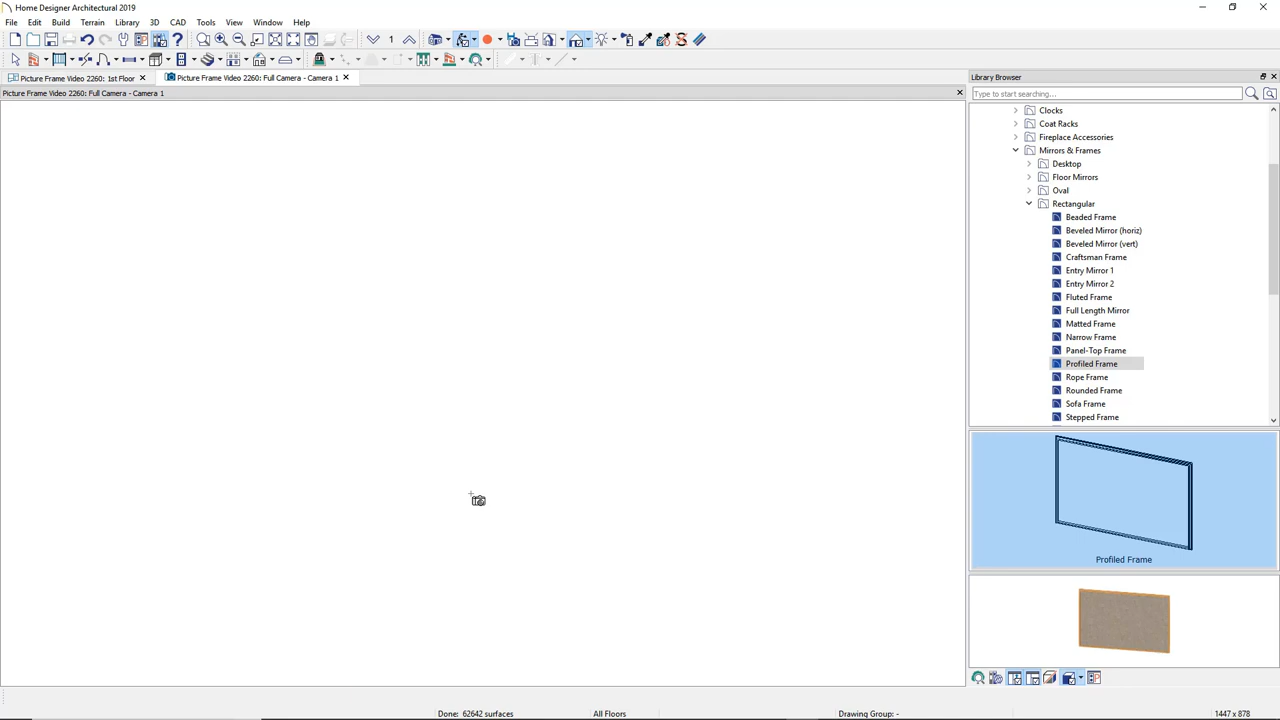 Home Designer Architectural 2019
File Edit Build Terrain Library 3D CAD Tools View Window Help
1
Picture Frame Video 2260: 1st Floor
Picture Frame Video 2260: Full Camera - Camera 1
Library Browser
Picture Frame Video 2260: Full Camera - Camera 1
Type to start searching...
Clocks
Coat Racks
Fireplace Accessories
Mirrors & Frames
Desktop
Floor Mirrors
Oval
Rectangular
Beaded Frame
Beveled Mirror (horiz)
Beveled Mirror (vert)
Craftsman Frame
Entry Mirror 1
Entry Mirror 2
Fluted Frame
Full Length Mirror
Matted Frame
Narrow Frame
Panel-Top Frame
Profiled Frame
Rope Frame
Rounded Frame
Sofa Frame
Stepped Frame
Profiled Frame
Done: 62642 surfaces
All Floors
Drawing Group: -
1447 x 878